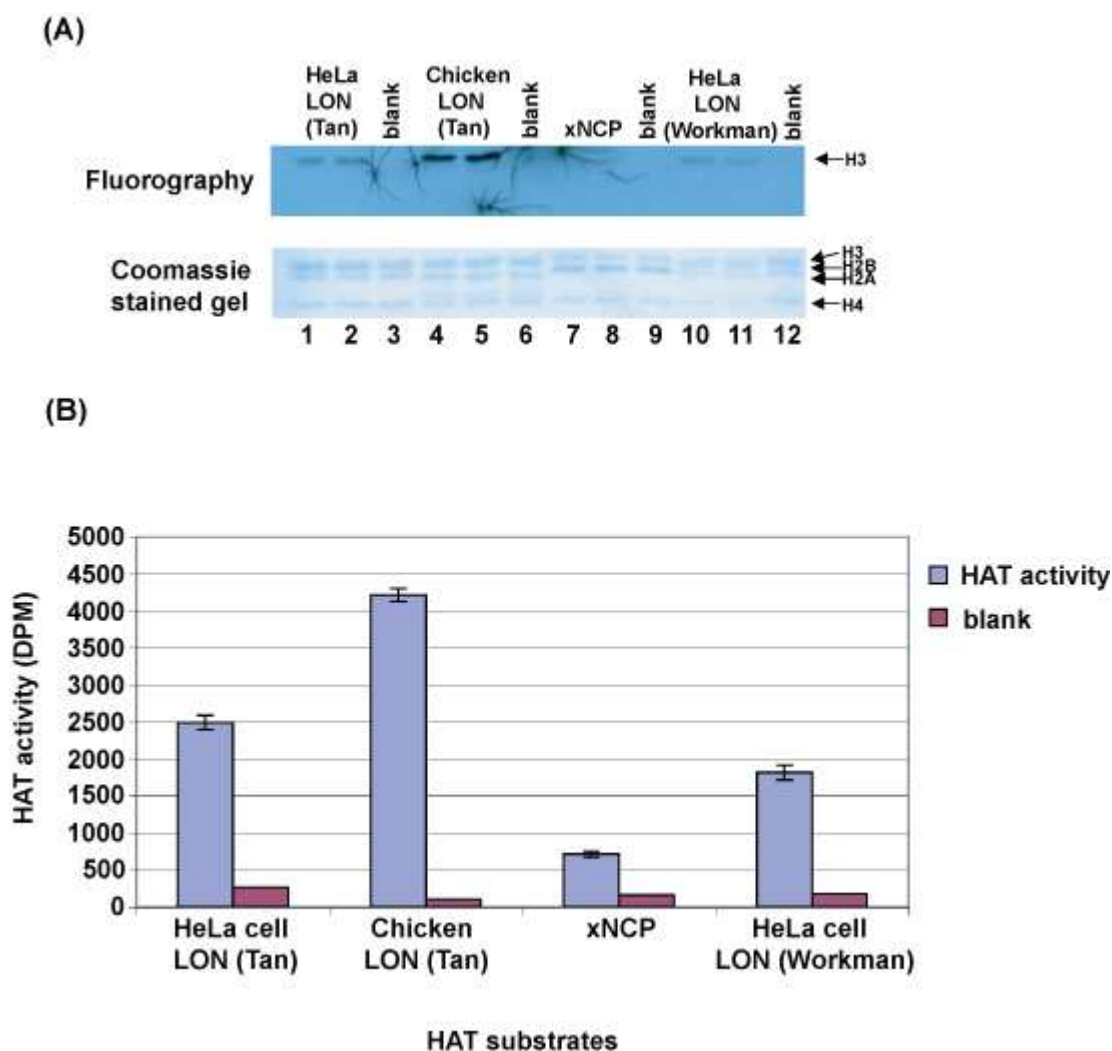 (A)
HeLa
LON
(Tan)
blank
Chicken
LON
(Tan)
blank
xNCP
blank
HeLa
LON
(Workman)
blank
Fluorography
H3
Coomassie
stained gel
H3
H2B
H2A
H4
1 2 3 4 5 6 7 8 9 10 11 12
(B)
5000
4500
4000
3500
3000
2500
2000
1500
1000
500
0
HAT activity (DPM)
HAT activity
blank
HeLa cell
LON (Tan)
Chicken
LON (Tan)
xNCP
HeLa cell
LON (Workman)
HAT substrates